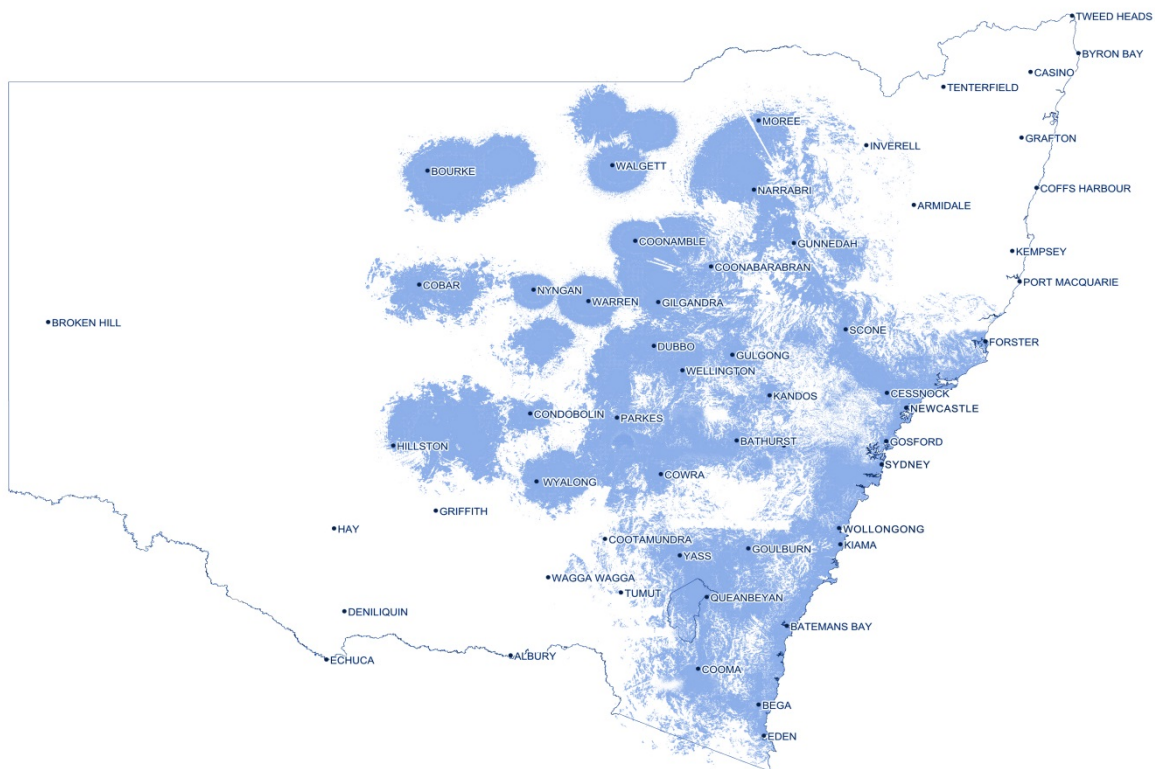 TWEED HEADS
BYRON BAY
CASINO
TENTERFIELD
MOREE
GRAFTON
INVERELL
WALGETT
BOURKE
COFFS HARBOUR
NARRABRI
ARMIDALE
COONAMBLE
GUNNEDAH
KEMPSEY
COONABARABRAN
PORT MACQUARIE
COBAR
NYNGAN
WARREN
GILGANDRA
BROKEN HILL
SCONE
FORSTER
DUBBO
GULGONG
WELLINGTON
CESSNOCK
KANDOS
NEWCASTLE
CONDOBOLIN
PARKES
BATHURST
GOSFORD
HILLSTON
SYDNEY
COWRA
WYALONG
GRIFFITH
HAY
WOLLONGONG
COOTAMUNDRA
KIAMA
GOULBURN
YASS
WAGGA WAGGA
TUMUT
QUEANBEYAN
DENILIQUIN
BATEMANS BAY
ALBURY
ECHUCA
COOMA
BEGA
EDEN